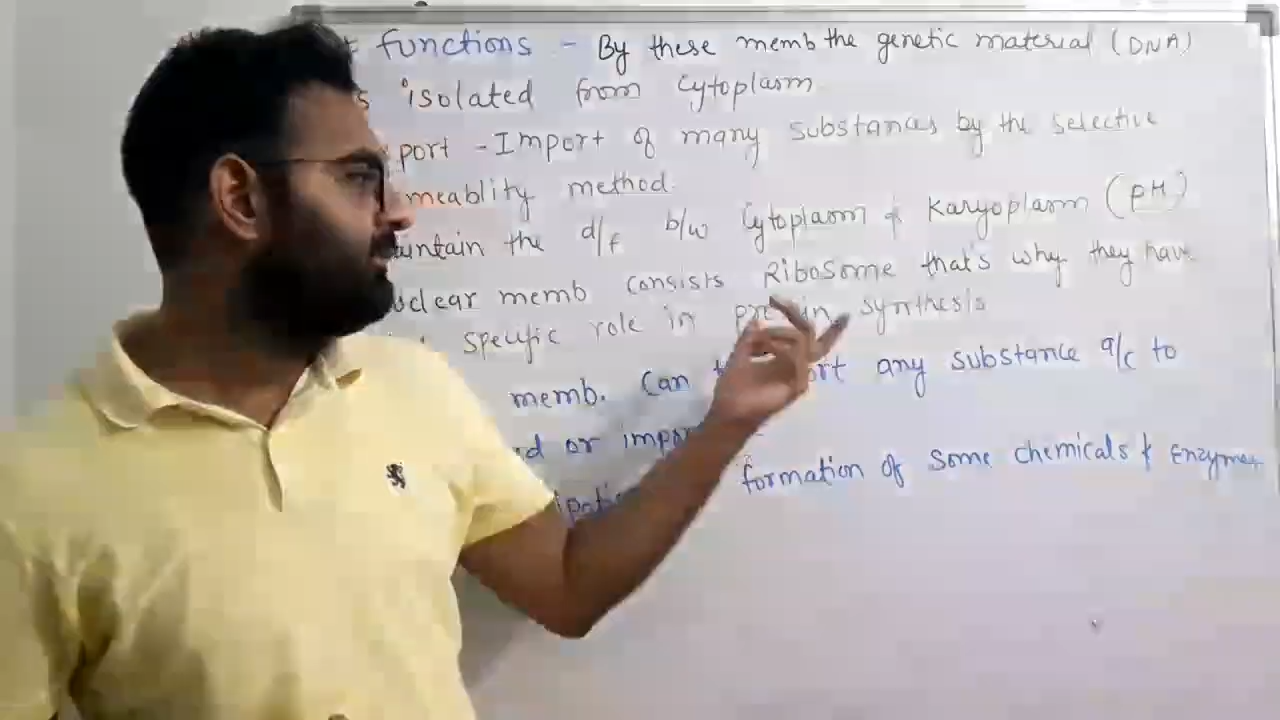 functions - By these memb the genetic material (DNA)
isolated from Cytoplasm
port - Import of many substances by the selective
meablity method.
tain the d/f b/w Cytoplasm & Karyoplasm (pH)
clear memb consists Ribosome that's why they have
specific role in synthesis
memb. Can any substance a/c to
or
formation of some chemicals & enzymes